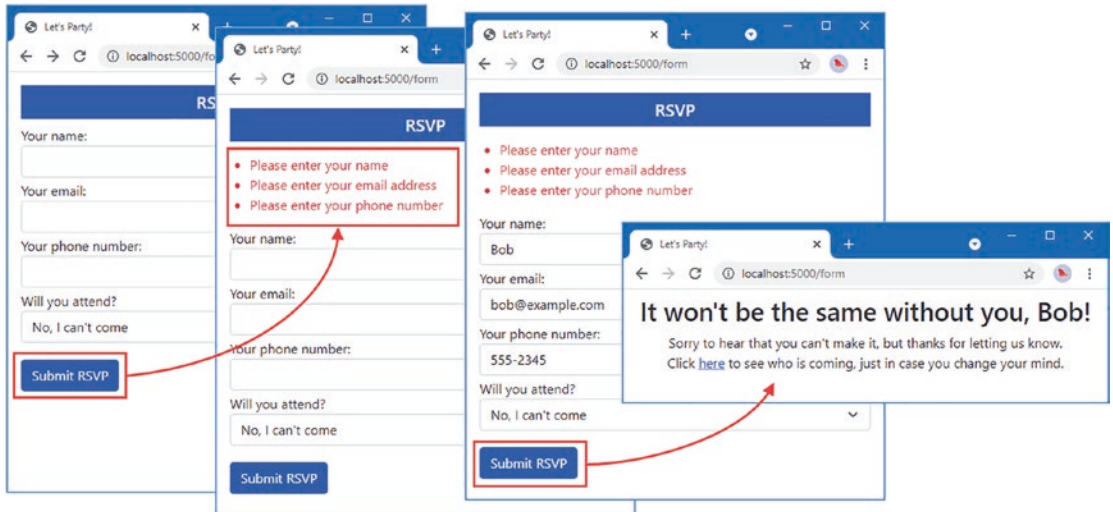 Let's Party!
localhost:5000/fo
RS
Your name:
Your email:
Your phone number:
Will you attend?
No, I can't come
Submit RSVP
Let's Party!
localhost:5000/form
RSVP
• Please enter your name
• Please enter your email address
• Please enter your phone number
Your name:
Your email:
Your phone number:
Will you attend?
No, I can't come
Submit RSVP
Let's Party!
localhost:5000/form
RSVP
• Please enter your name
• Please enter your email address
• Please enter your phone number
Your name:
Bob
Your email:
bob@example.com
Your phone number:
555-2345
Will you attend?
No, I can't come
Submit RSVP
Let's Party!
localhost:5000/form
It won't be the same without you, Bob!
Sorry to hear that you can't make it, but thanks for letting us know.
Click here to see who is coming, just in case you change your mind.